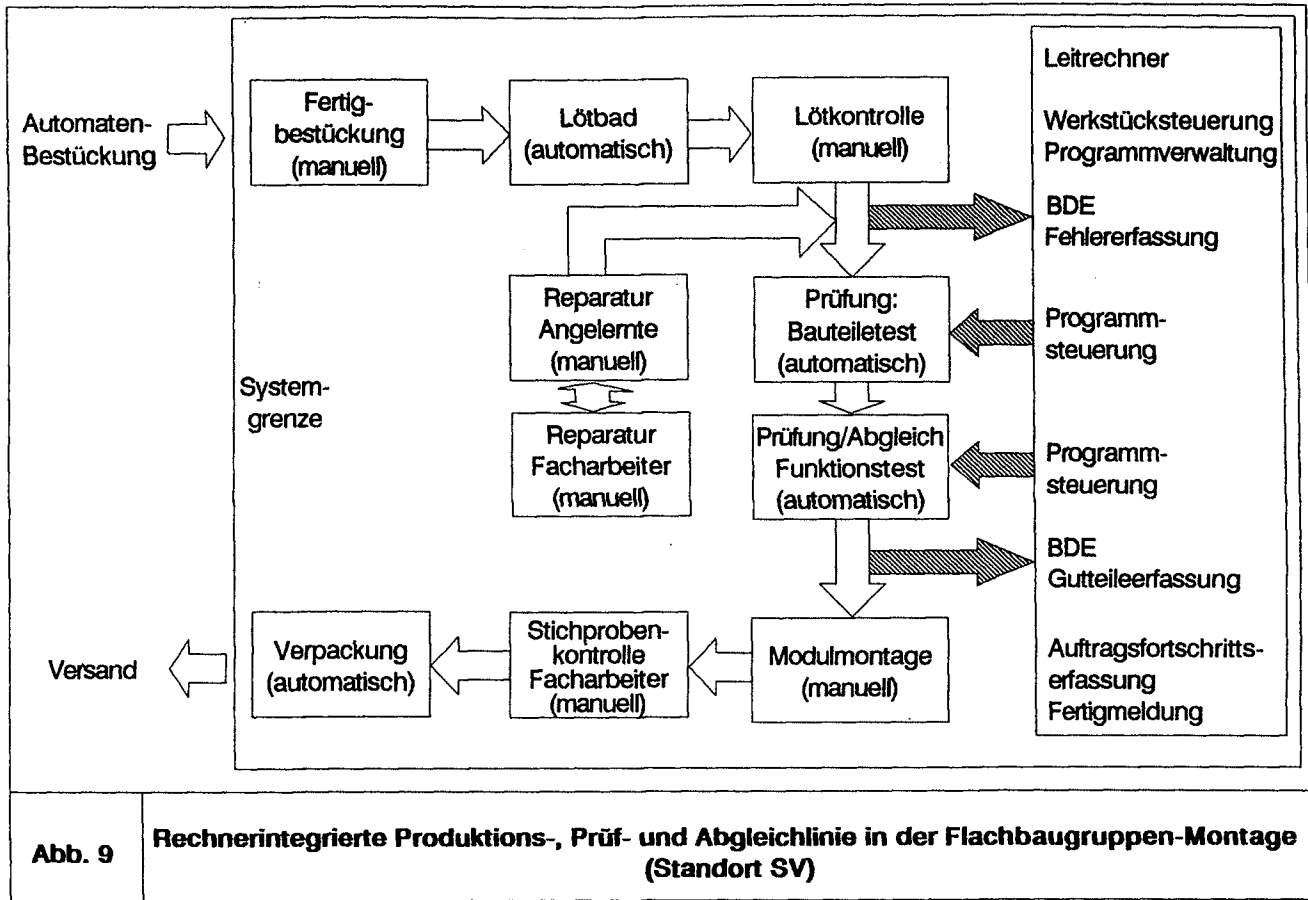 Automaten-
Bestückung
Fertig-
bestückung
(manuell)
Lötbad
(automatisch)
Lötkontrolle
(manuell)
Leitrechner
Werkstücksteuerung
Programmverwaltung
BDE
Fehlererfassung
Reparatur
Angelernte
(manuell)
Prüfung:
Bauteiletest
(automatisch)
Programm-
steuerung
System-
grenze
Reparatur
Facharbeiter
(manuell)
Prüfung/Abgleich
Funktionstest
(automatisch)
Programm-
steuerung
BDE
Gutteileerfassung
Versand
Verpackung
(automatisch)
Stichproben-
kontrolle
Facharbeiter
(manuell)
Modulmontage
(manuell)
Auftragsfortschritts-
erfassung
Fertigmeldung
Abb. 9
Rechnerintegrierte Produktions-, Prüf- und Abgleichlinie in der Flachbaugruppen-Montage
(Standort SV)